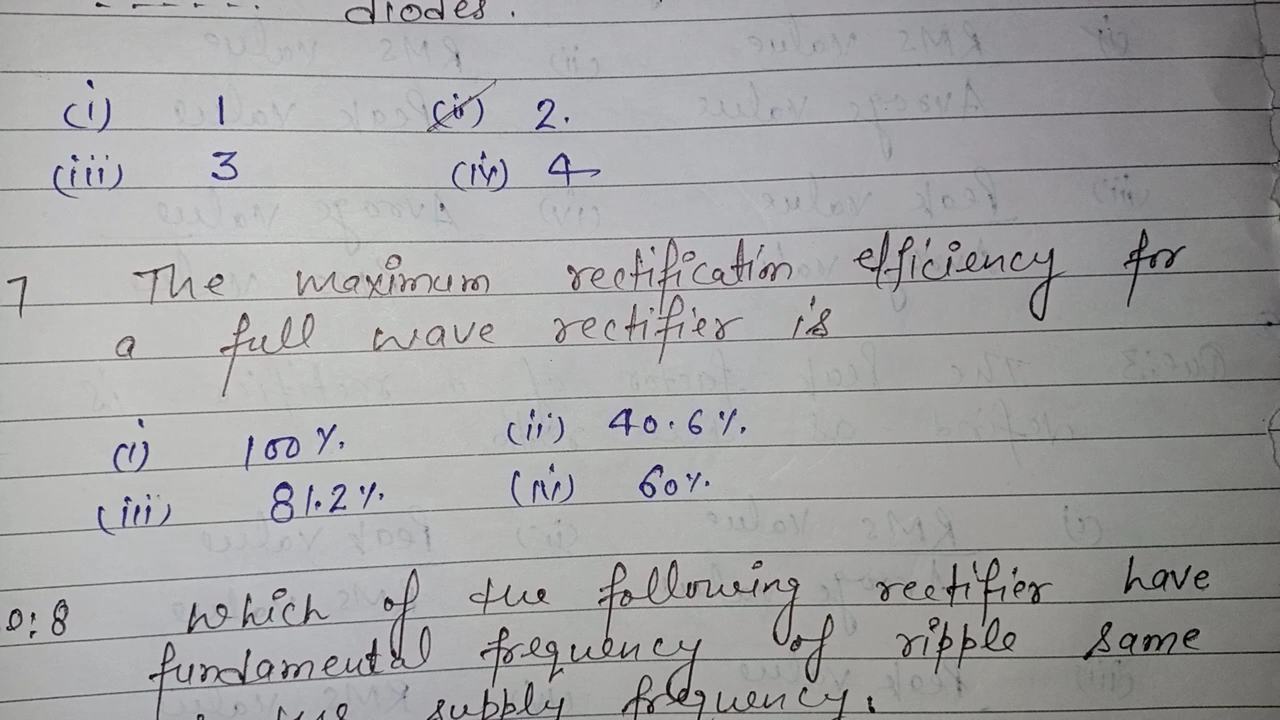 diodes.
(i) 1 (ii) 2.
(iii) 3 (iv) 4
7 The maximum rectification efficiency for
a full wave rectifier is
(i) 100%. (ii) 40.6%.
(iii) 81.2%. (iv) 60%.
Q:8 which of the following rectifier have
fundamental frequency of ripple same
supply frequency.